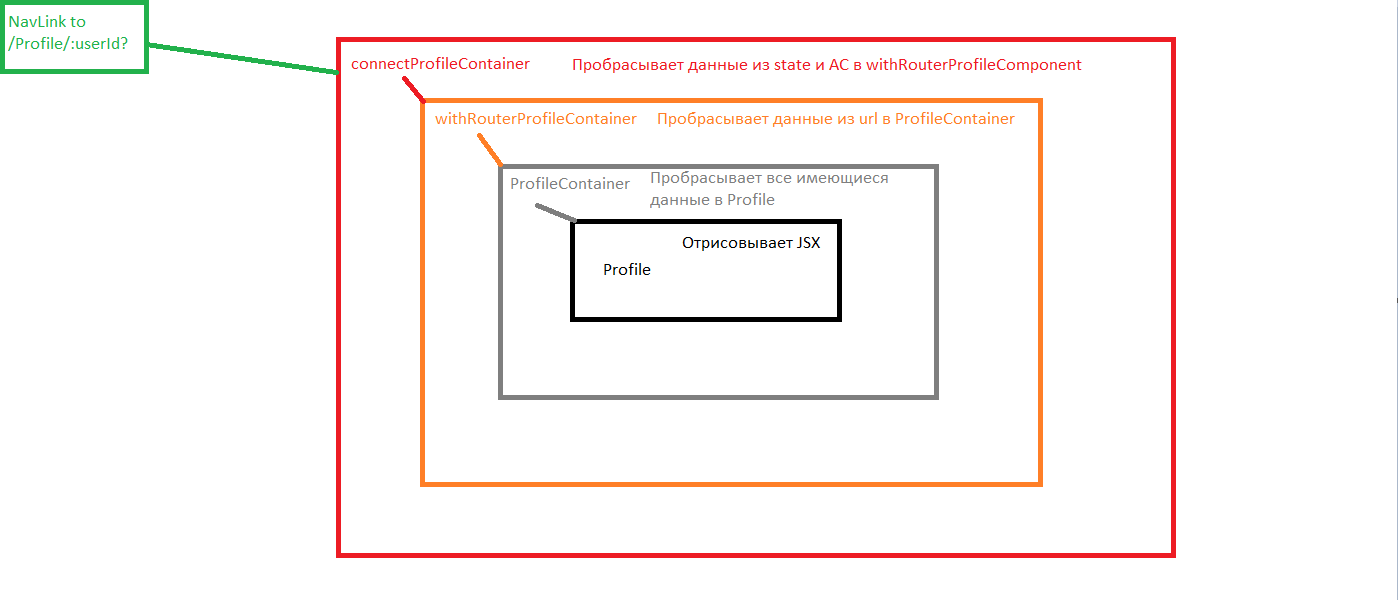 NavLink to
/Profile/:userId?
connectProfileContainer
Пробрасывает данные из state и AC в withRouterProfileComponent
withRouterProfileContainer
Пробрасывает данные из url в ProfileContainer
ProfileContainer
Пробрасывает все имеющиеся
данные в Profile
Отрисовывает JSX
Profile